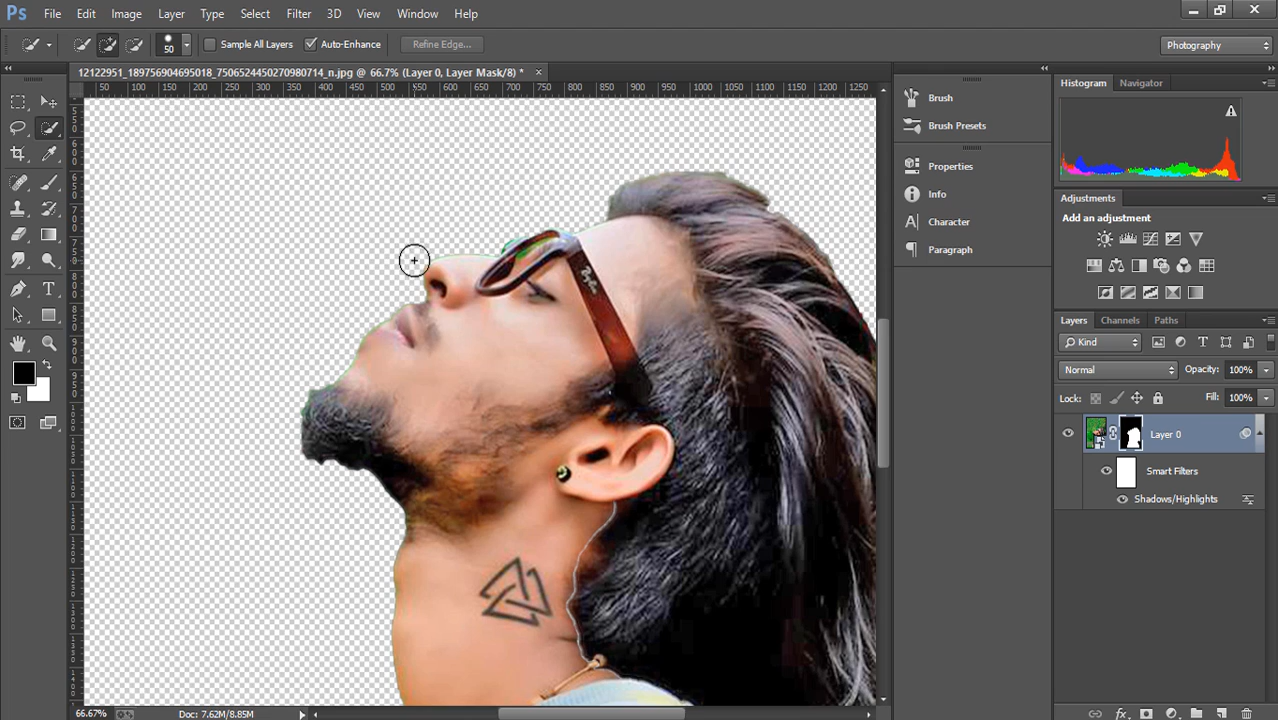 Ps File Edit Image Layer Type Select Filter 3D View Window Help
50 Sample All Layers Auto-Enhance Refine Edge... Photography
12122951_189756904695018_7506524450270980714_n.jpg @ 66.7% (Layer 0, Layer Mask/8) *
50 100 150 200 250 300 350 400 450 500 550 600 650 700 750 800 850 900 950 1000 1050 1100 1150 1200 1250
Brush
Brush Presets
Properties
Info
Character
Paragraph
Histogram Navigator
Adjustments
Add an adjustment
Layers Channels Paths
Kind
Normal Opacity: 100%
Lock: Fill: 100%
Layer 0
Smart Filters
Shadows/Highlights
66.67% Doc: 7.62M/8.85M